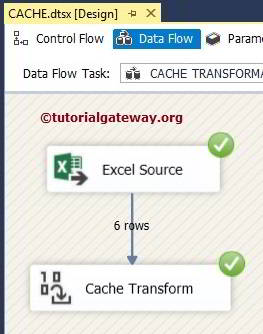 CACHE.dtsx [Design]
Control Flow Data Flow Parame
Data Flow Task: CACHE TRANSFORMA
©tutorialgateway.org
Excel Source
6 rows
Cache Transform